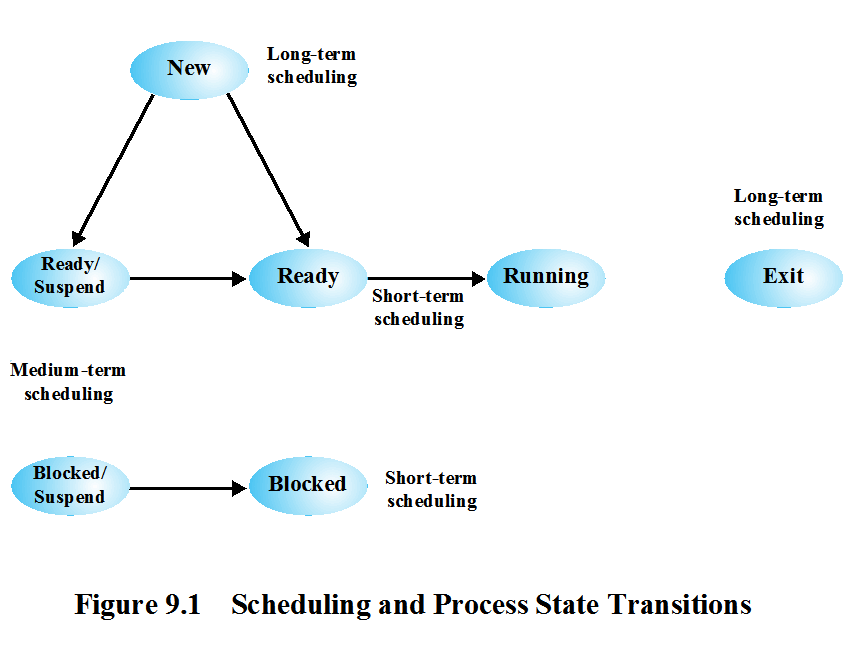 New
Long-term
scheduling
Long-term
scheduling
Ready/
Suspend
Ready
Running
Exit
Short-term
scheduling
Medium-term
scheduling
Blocked/
Suspend
Blocked
Short-term
scheduling
Figure 9.1 Scheduling and Process State Transitions